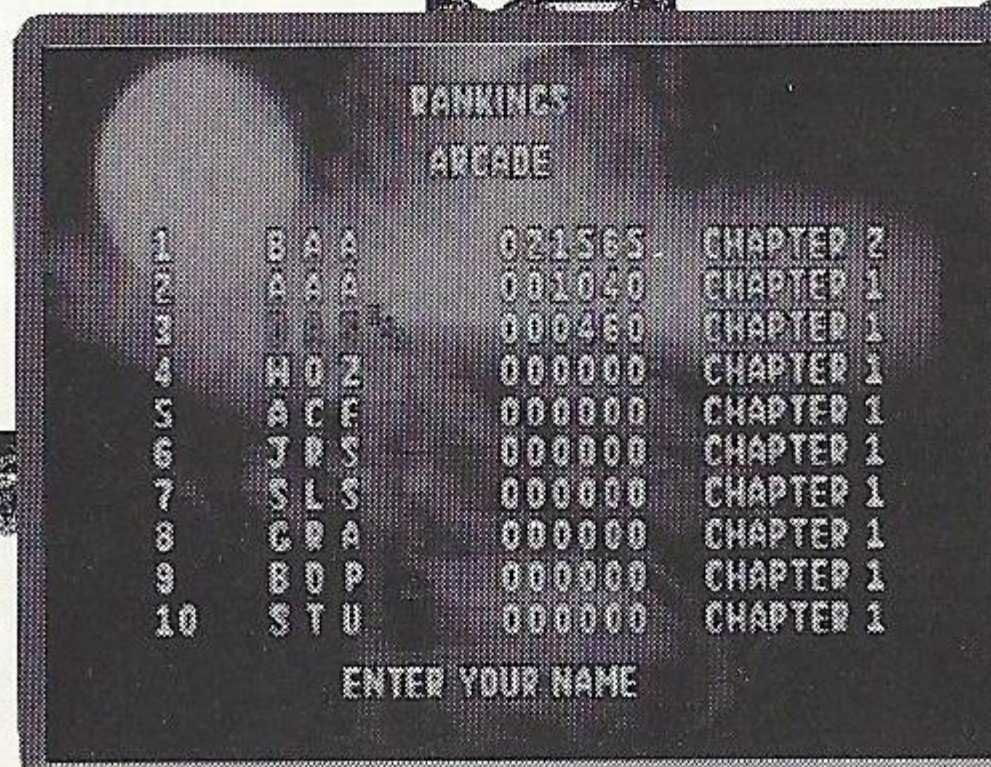 RANKINGS
ARCADE
1 B A A 021565 CHAPTER 2
2 A A A 001040 CHAPTER 1
3 000460 CHAPTER 1
4 W O Z 000000 CHAPTER 1
5 A C E 000000 CHAPTER 1
6 J R S 000000 CHAPTER 1
7 S L S 000000 CHAPTER 1
8 G R A 000000 CHAPTER 1
9 B O P 000000 CHAPTER 1
10 S T U 000000 CHAPTER 1
ENTER YOUR NAME